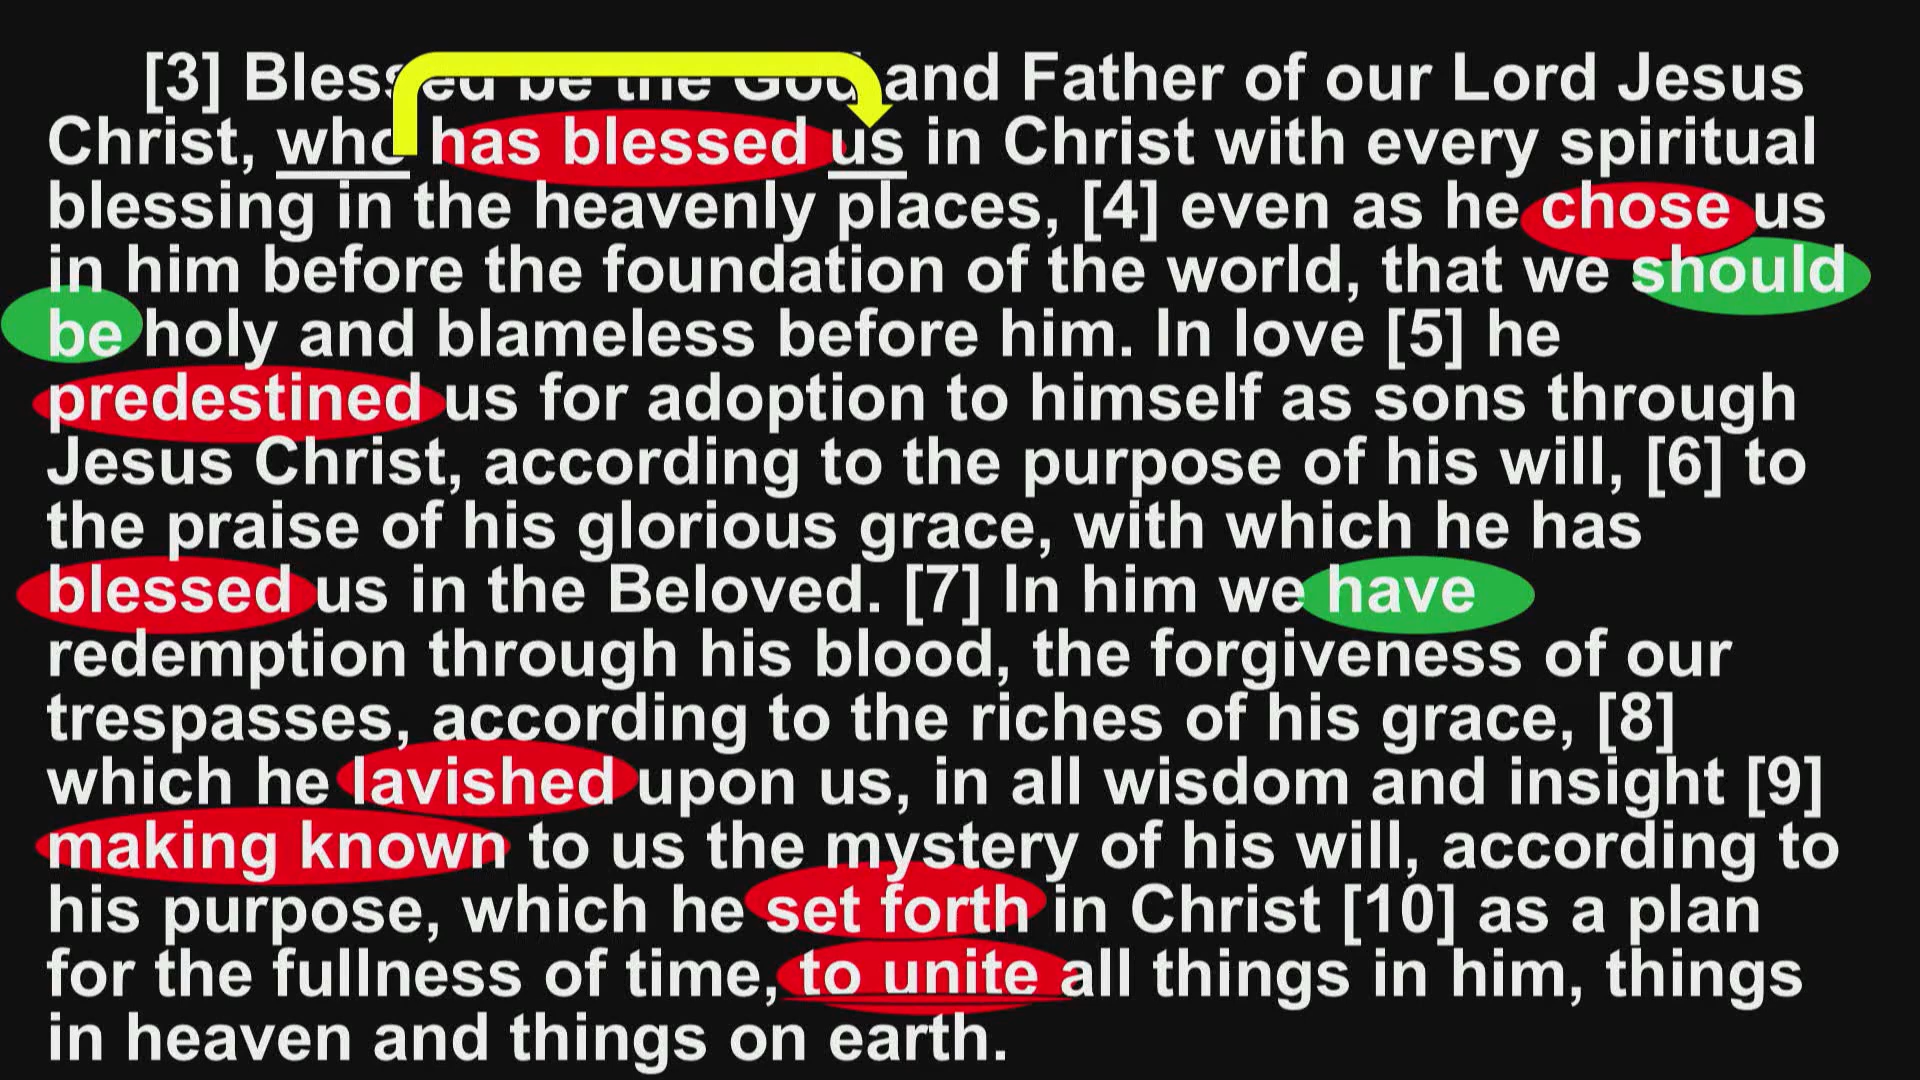 [3] Blessed be the God and Father of our Lord Jesus
Christ, who has blessed us in Christ with every spiritual
blessing in the heavenly places, [4] even as he chose us
in him before the foundation of the world, that we should
be holy and blameless before him. In love [5] he
predestined us for adoption to himself as sons through
Jesus Christ, according to the purpose of his will, [6] to
the praise of his glorious grace, with which he has
blessed us in the Beloved. [7] In him we have
redemption through his blood, the forgiveness of our
trespasses, according to the riches of his grace, [8]
which he lavished upon us, in all wisdom and insight [9]
making known to us the mystery of his will, according to
his purpose, which he set forth in Christ [10] as a plan
for the fullness of time, to unite all things in him, things
in heaven and things on earth.